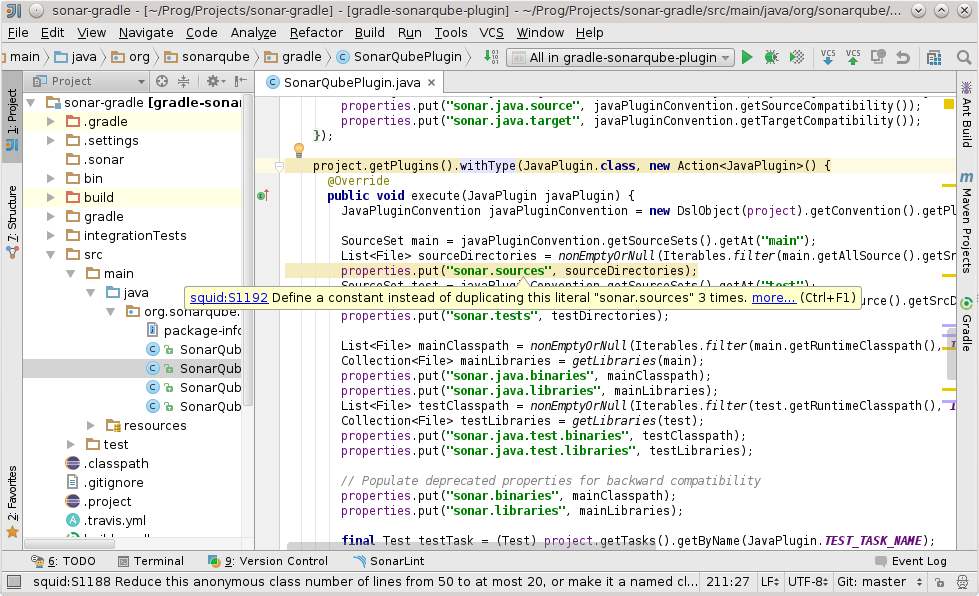 sonar-gradle - [~/Prog/Projects/sonar-gradle] - [gradle-sonarqube-plugin] - ~/Prog/Projects/sonar-gradle/src/main/java/org/sonarqube/...
File Edit View Navigate Code Analyze Refactor Build Run Tools VCS Window Help
main java org sonarqube gradle SonarQubePlugin All in gradle-sonarqube-plugin VCS VCS
Project
SonarQubePlugin.java
1: Project
7: Structure
2: Favorites
sonar-gradle [gradle-sonar
.gradle
.settings
.sonar
bin
build
gradle
integrationTests
src
main
java
org.sonarqube.
package-info
SonarQub
SonarQub
SonarQub
SonarQub
resources
test
.classpath
.gitignore
.project
.travis.yml
properties.put("sonar.java.source", javaPluginConvention.getSourceCompatibility());
properties.put("sonar.java.target", javaPluginConvention.getTargetCompatibility());
});
project.getPlugins().withType(JavaPlugin.class, new Action<JavaPlugin>() {
@Override
public void execute(JavaPlugin javaPlugin) {
JavaPluginConvention javaPluginConvention = new DslObject(project).getConvention().getPl
SourceSet main = javaPluginConvention.getSourceSets().getAt("main");
List<File> sourceDirectories = nonEmptyOrNull(Iterables.filter(main.getAllSource().getSr
properties.put("sonar.sources", sourceDirectories);
SourceSet test = javaPluginConvention.getSourceSets().getAt("test");
squid:S1192 Define a constant instead of duplicating this literal "sonar.sources" 3 times. more... (Ctrl+F1)
urce().getSrcD
properties.put("sonar.tests", testDirectories);
List<File> mainClasspath = nonEmptyOrNull(Iterables.filter(main.getRuntimeClasspath(), I
Collection<File> mainLibraries = getLibraries(main);
properties.put("sonar.java.binaries", mainClasspath);
properties.put("sonar.java.libraries", mainLibraries);
List<File> testClasspath = nonEmptyOrNull(Iterables.filter(test.getRuntimeClasspath(), I
Collection<File> testLibraries = getLibraries(test);
properties.put("sonar.java.test.binaries", testClasspath);
properties.put("sonar.java.test.libraries", testLibraries);
// Populate deprecated properties for backward compatibility
properties.put("sonar.binaries", mainClasspath);
properties.put("sonar.libraries", mainLibraries);
final Test testTask = (Test) project.getTasks().getByName(JavaPlugin.TEST_TASK_NAME);
Ant Build
Maven Projects
Gradle
6: TODO Terminal 9: Version Control SonarLint Event Log
squid:S1188 Reduce this anonymous class number of lines from 50 to at most 20, or make it a named cl... 211:27 LF UTF-8 Git: master